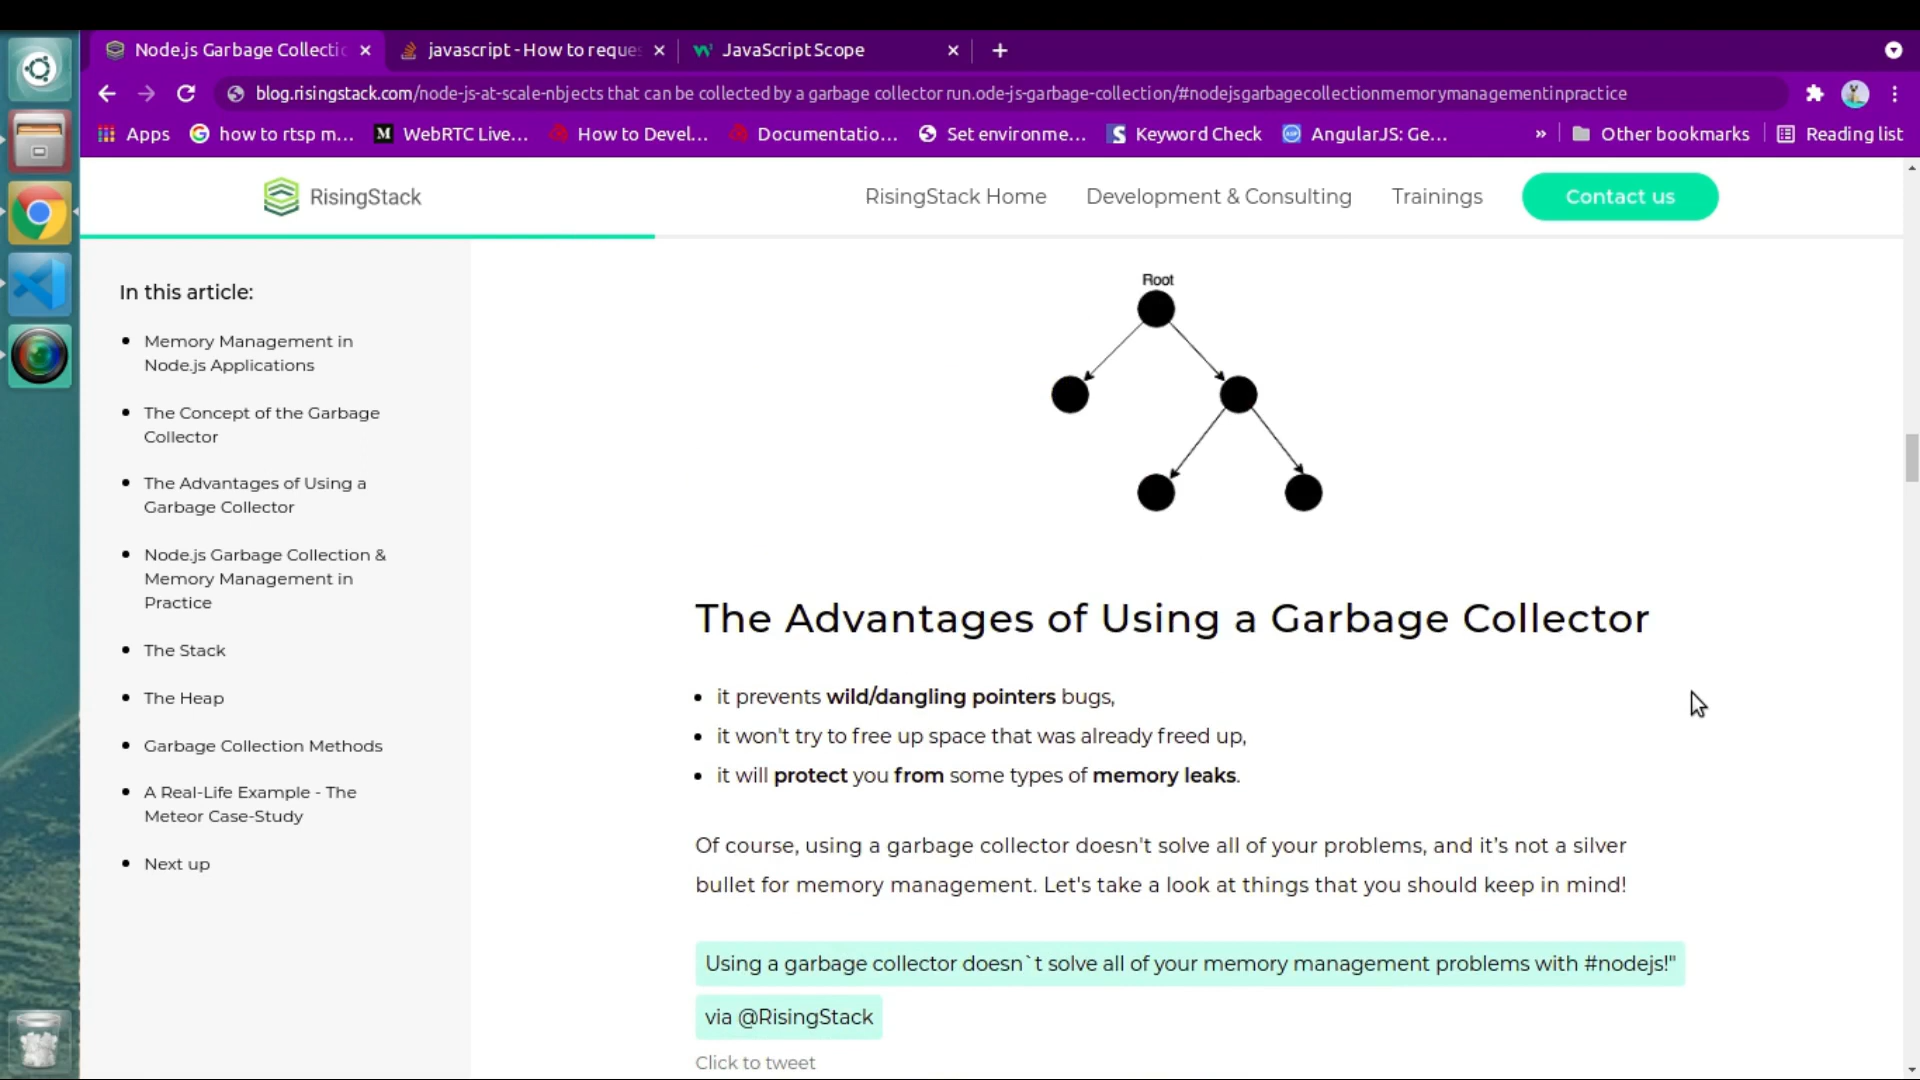 Node.js Garbage Collectio
javascript - How to reques
JavaScript Scope
blog.risingstack.com/node-js-at-scale-nbjects that can be collected by a garbage collector run.ode-js-garbage-collection/#nodejsgarbagecollectionmemorymanagementinpractice
Apps
how to rtsp m...
WebRTC Live...
How to Devel...
Documentatio...
Set environme...
Keyword Check
AngularJS: Ge...
»
Other bookmarks
Reading list
RisingStack
RisingStack Home
Development & Consulting
Trainings
Contact us
In this article:
Memory Management in
Node.js Applications
The Concept of the Garbage
Collector
The Advantages of Using a
Garbage Collector
Node.js Garbage Collection &
Memory Management in
Practice
The Stack
The Heap
Garbage Collection Methods
A Real-Life Example - The
Meteor Case-Study
Next up
Root
The Advantages of Using a Garbage Collector
it prevents wild/dangling pointers bugs,
it won't try to free up space that was already freed up,
it will protect you from some types of memory leaks.
Of course, using a garbage collector doesn't solve all of your problems, and it's not a silver
bullet for memory management. Let's take a look at things that you should keep in mind!
Using a garbage collector doesn`t solve all of your memory management problems with #nodejs!"
via @RisingStack
Click to tweet